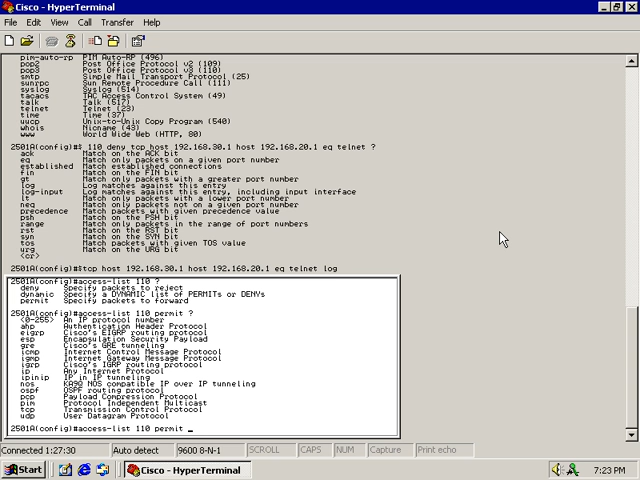 Cisco - HyperTerminal
File Edit View Call Transfer Help
pim-auto-rp PIM Auto-RP (496)
pop2 Post Office Protocol v2 (109)
pop3 Post Office Protocol v3 (110)
smtp Simple Mail Transport Protocol (25)
sunrpc Sun Remote Procedure Call (111)
syslog Syslog (514)
tacacs TAC Access Control System (49)
talk Talk (517)
telnet Telnet (23)
time Time (37)
uucp Unix-to-Unix Copy Program (540)
whois Nicname (43)
www World Wide Web (HTTP, 80)
2501A(config)#$ 110 deny tcp host 192.168.30.1 host 192.168.20.1 eq telnet ?
ack Match on the ACK bit
eq Match only packets on a given port number
established Match established connections
fin Match on the FIN bit
gt Match only packets with a greater port number
log Log matches against this entry
log-input Log matches against this entry, including input interface
lt Match only packets with a lower port number
neq Match only packets not on a given port number
precedence Match packets with given precedence value
psh Match on the PSH bit
range Match only packets in the range of port numbers
rst Match on the RST bit
syn Match on the SYN bit
tos Match packets with given TOS value
urg Match on the URG bit
<cr>
2501A(config)#$tcp host 192.168.30.1 host 192.168.20.1 eq telnet log
2501A(config)#access-list 110 ?
deny Specify packets to reject
dynamic Specify a DYNAMIC list of PERMITs or DENYs
permit Specify packets to forward
2501A(config)#access-list 110 permit ?
<0-255> An IP protocol number
ahp Authentication Header Protocol
eigrp Cisco's EIGRP routing protocol
esp Encapsulation Security Payload
gre Cisco's GRE tunneling
icmp Internet Control Message Protocol
igmp Internet Gateway Message Protocol
igrp Cisco's IGRP routing protocol
ip Any Internet Protocol
ipinip IP in IP tunneling
nos KA9Q NOS compatible IP over IP tunneling
ospf OSPF routing protocol
pcp Payload Compression Protocol
pim Protocol Independent Multicast
tcp Transmission Control Protocol
udp User Datagram Protocol
2501A(config)#access-list 110 permit _
Connected 1:27:30 Auto detect 9600 8-N-1 SCROLL CAPS NUM Capture Print echo
Start Cisco - HyperTerminal 7:23 PM